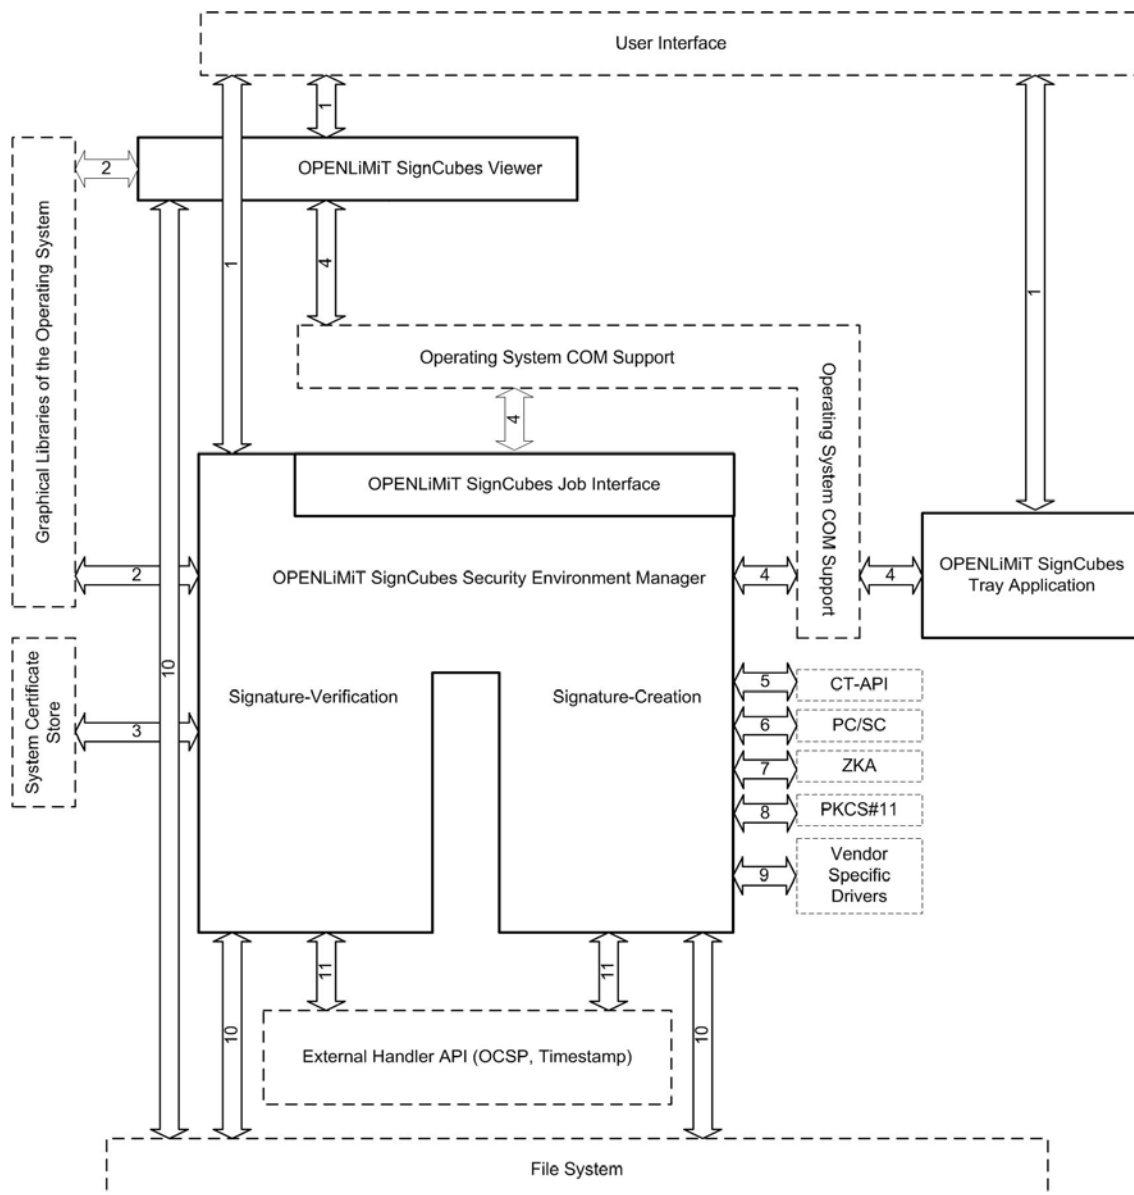 User Interface
1
OPENLiMiT SignCubes Viewer
2
Graphical Libraries of the Operating System
1
4
1
Operating System COM Support
Operating System COM Support
4
OPENLiMiT SignCubes Job Interface
2
OPENLiMiT SignCubes Security Environment Manager
4
4
OPENLiMiT SignCubes
Tray Application
System Certificate
Store
10
3
Signature-Verification
Signature-Creation
5
CT-API
6
PC/SC
7
ZKA
8
PKCS#11
9
Vendor
Specific
Drivers
11
11
10
10
External Handler API (OCSP, Timestamp)
File System